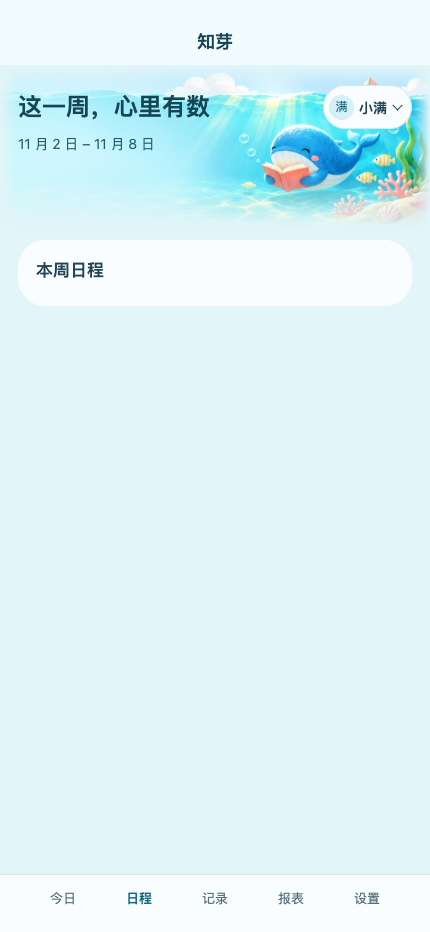 知芽
这一周，心里有数
满 小满
11 月 2 日 – 11 月 8 日
本周日程
今日 日程 记录 报表 设置